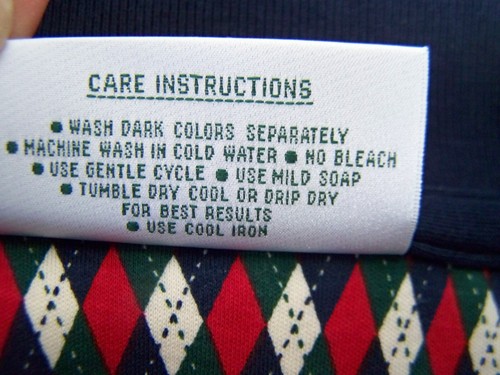 CARE INSTRUCTIONS
● WASH DARK COLORS SEPARATELY
● MACHINE WASH IN COLD WATER ● NO BLEACH
● USE GENTLE CYCLE ● USE MILD SOAP
● TUMBLE DRY COOL OR DRIP DRY
FOR BEST RESULTS
● USE COOL IRON